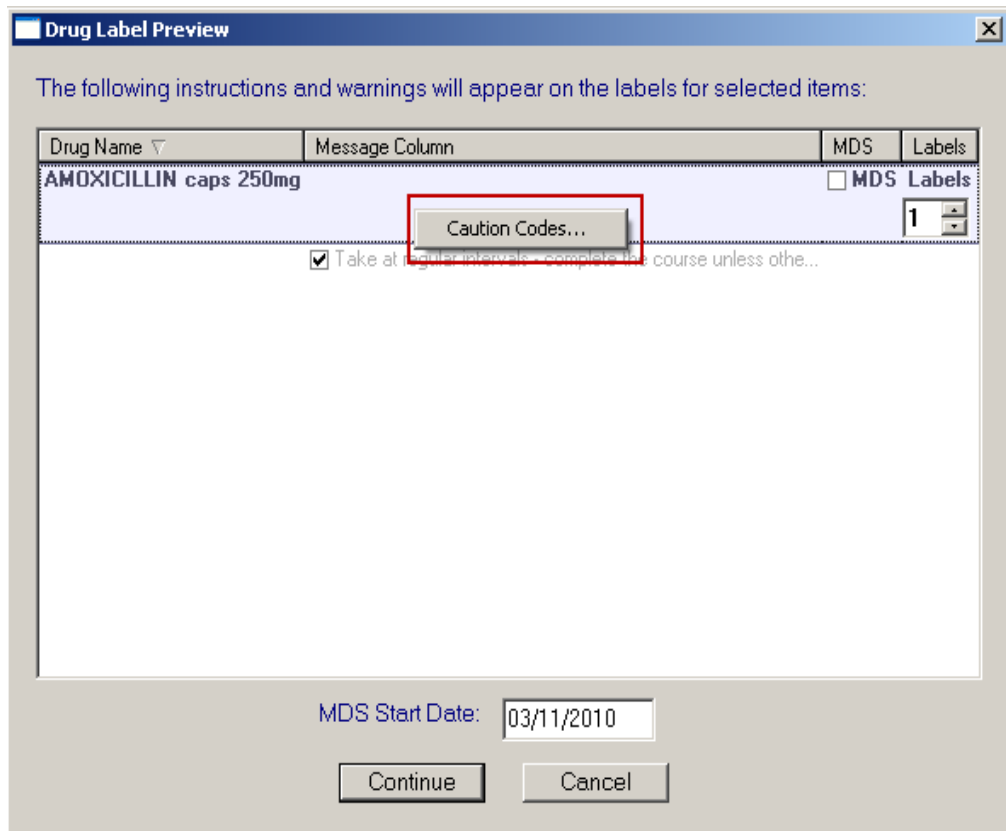 Drug Label Preview
The following instructions and warnings will appear on the labels for selected items:
Drug Name Message Column MDS Labels
AMOXICILLIN caps 250mg MDS Labels
Caution Codes... 1
Take at regular intervals - complete the course unless othe...
MDS Start Date: 03/11/2010
Continue Cancel